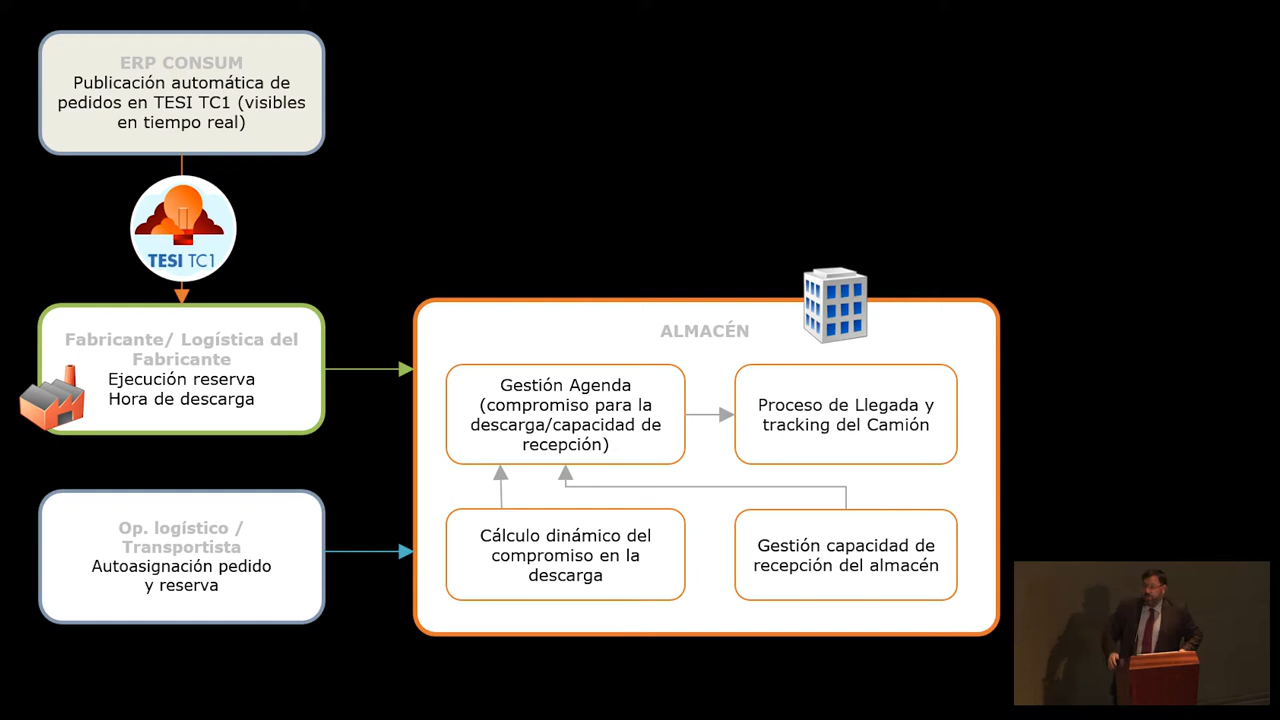 ERP CONSUM
Publicación automática de
pedidos en TESI TC1 (visibles
en tiempo real)
TESI TC1
Fabricante/ Logística del
Fabricante
Ejecución reserva
Hora de descarga
Op. logístico /
Transportista
Autoasignación pedido
y reserva
ALMACÉN
Gestión Agenda
(compromiso para la
descarga/capacidad de
recepción)
Proceso de Llegada y
tracking del Camión
Cálculo dinámico del
compromiso en la
descarga
Gestión capacidad de
recepción del almacén